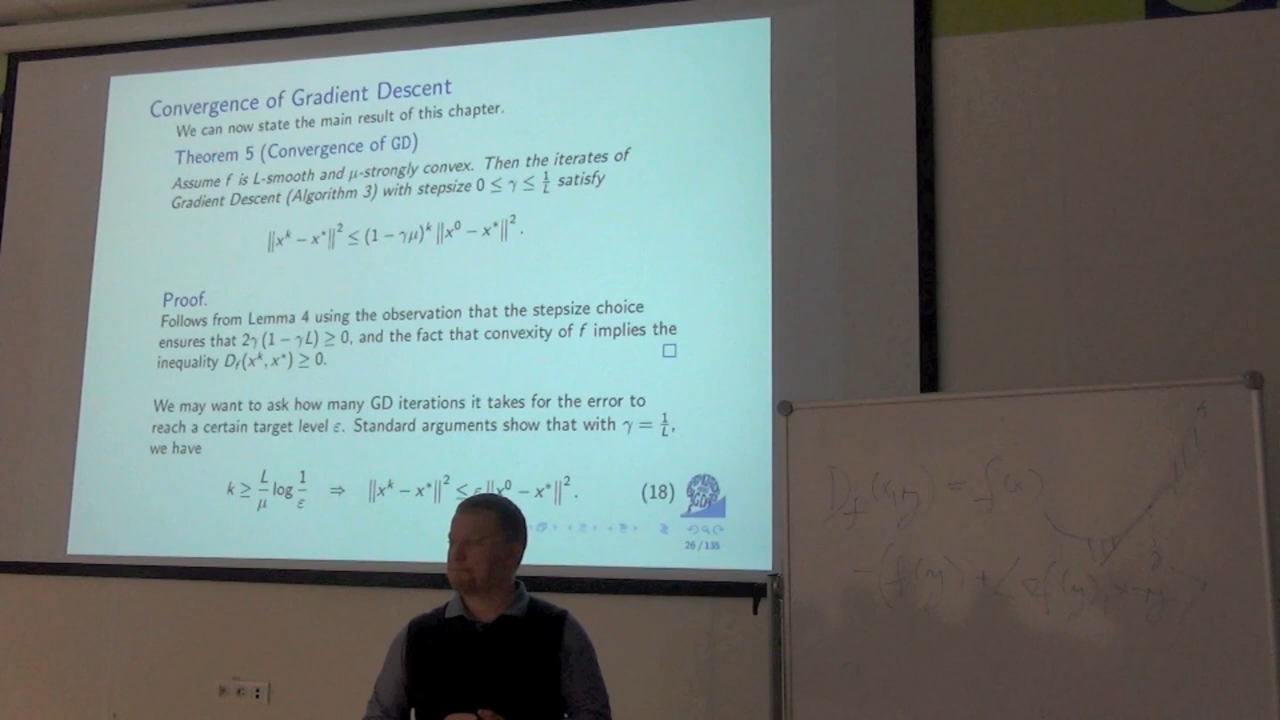 Convergence of Gradient Descent
We can now state the main result of this chapter.
Theorem 5 (Convergence of GD)
Assume f is L-smooth and μ-strongly convex. Then the iterates of
Gradient Descent (Algorithm 3) with stepsize 0 ≤ γ ≤ 1/L satisfy
‖x^k − x*‖² ≤ (1 − γμ)^k ‖x^0 − x*‖².
Proof.
Follows from Lemma 4 using the observation that the stepsize choice
ensures that 2γ(1 − γL) ≥ 0, and the fact that convexity of f implies the
inequality D_f(x^k, x*) ≥ 0. □
We may want to ask how many GD iterations it takes for the error to
reach a certain target level ε. Standard arguments show that with γ = 1/L,
we have
k ≥ L/μ log 1/ε ⇒ ‖x^k − x*‖² ≤ ε‖x^0 − x*‖². (18)
26 / 135
D_f(x,y) = f(x)
−(f(y) + <∇f(y), x−y>